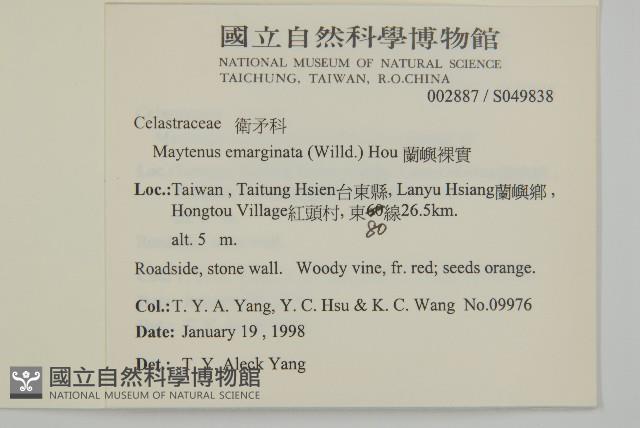 國立自然科學博物館
NATIONAL MUSEUM OF NATURAL SCIENCE
TAICHUNG, TAIWAN, R.O.CHINA
002887 / S049838
Celastraceae 衛矛科
Maytenus emarginata (Willd.) Hou 蘭嶼裸實
Loc.:Taiwan , Taitung Hsien台東縣, Lanyu Hsiang蘭嶼鄉 ,
Hongtou Village紅頭村, 東60線26.5km.
80
alt. 5 m.
Roadside, stone wall. Woody vine, fr. red; seeds orange.
Col.:T. Y. A. Yang, Y. C. Hsu & K. C. Wang No.09976
Date: January 19 , 1998
Det.: T. Y. Aleck Yang
國立自然科學博物館
NATIONAL MUSEUM OF NATURAL SCIENCE